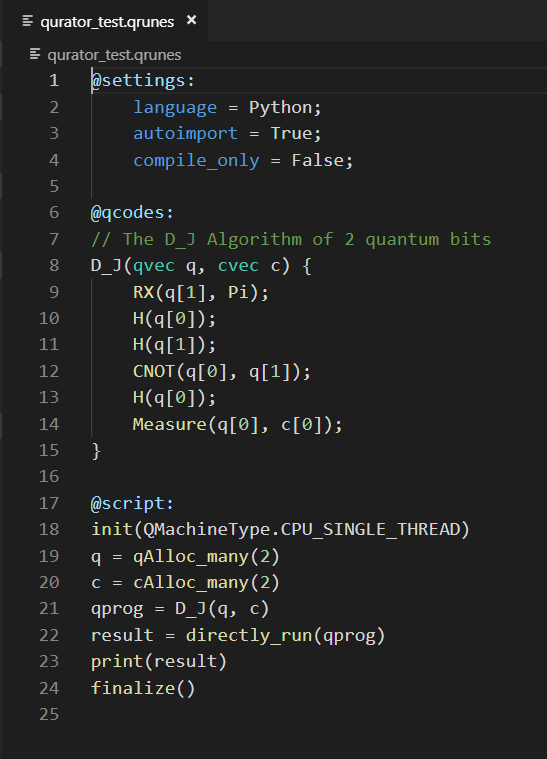 qurator_test.qrunes ×
qurator_test.qrunes
1 @settings:
2     language = Python;
3     autoimport = True;
4     compile_only = False;
5
6 @qcodes:
7 // The D_J Algorithm of 2 quantum bits
8 D_J(qvec q, cvec c) {
9     RX(q[1], Pi);
10     H(q[0]);
11     H(q[1]);
12     CNOT(q[0], q[1]);
13     H(q[0]);
14     Measure(q[0], c[0]);
15 }
16
17 @script:
18 init(QMachineType.CPU_SINGLE_THREAD)
19 q = qAlloc_many(2)
20 c = cAlloc_many(2)
21 qprog = D_J(q, c)
22 result = directly_run(qprog)
23 print(result)
24 finalize()
25